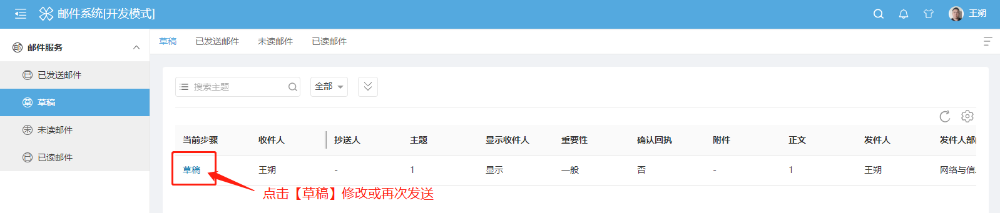 邮件系统[开发模式]
王朔
邮件服务
已发送邮件
草稿
未读邮件
已读邮件
草稿 已发送邮件 未读邮件 已读邮件
搜索主题 全部
当前步骤 收件人 抄送人 主题 显示收件人 重要性 确认回执 附件 正文 发件人 发件人部
草稿 王朔 - 1 显示 一般 否 - 1 王朔 网络与信
点击【草稿】修改或再次发送